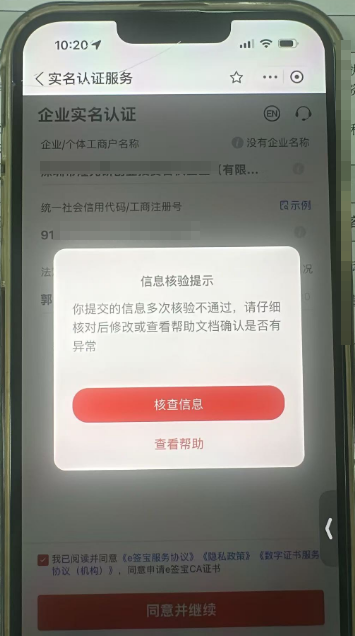 10:20
实名认证服务
企业实名认证
EN
企业/个体工商户名称
没有企业名称
（有限...
统一社会信用代码/工商注册号
示例
91
法
况
郭
信息核验提示
你提交的信息多次核验不通过，请仔细
核对后修改或查看帮助文档确认是否有
异常
核查信息
查看帮助
我已阅读并同意《e签宝服务协议》《隐私政策》《数字证书服务
协议（机构）》，同意申请e签宝CA证书
同意并继续